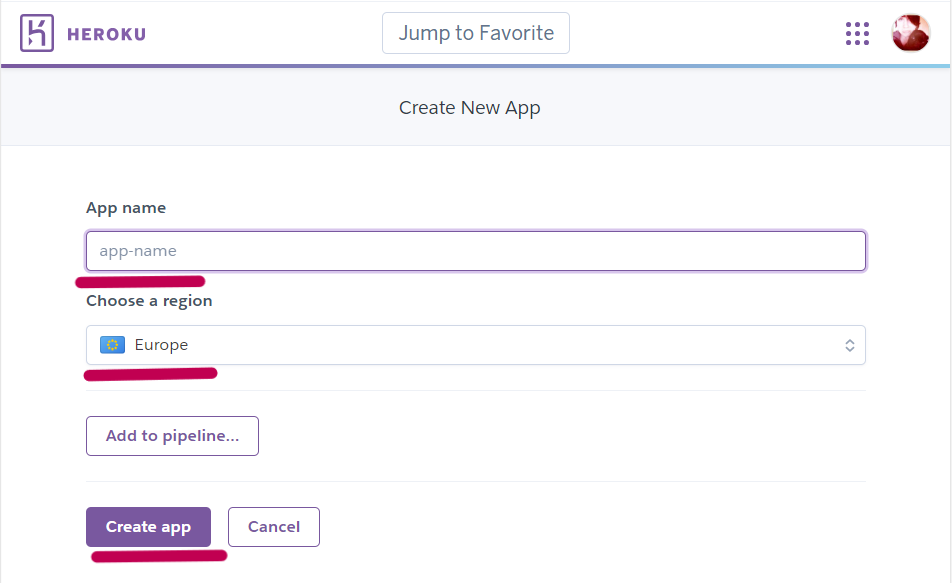 HEROKU
Jump to Favorite
Create New App
App name
app-name
Choose a region
Europe
Add to pipeline...
Create app
Cancel